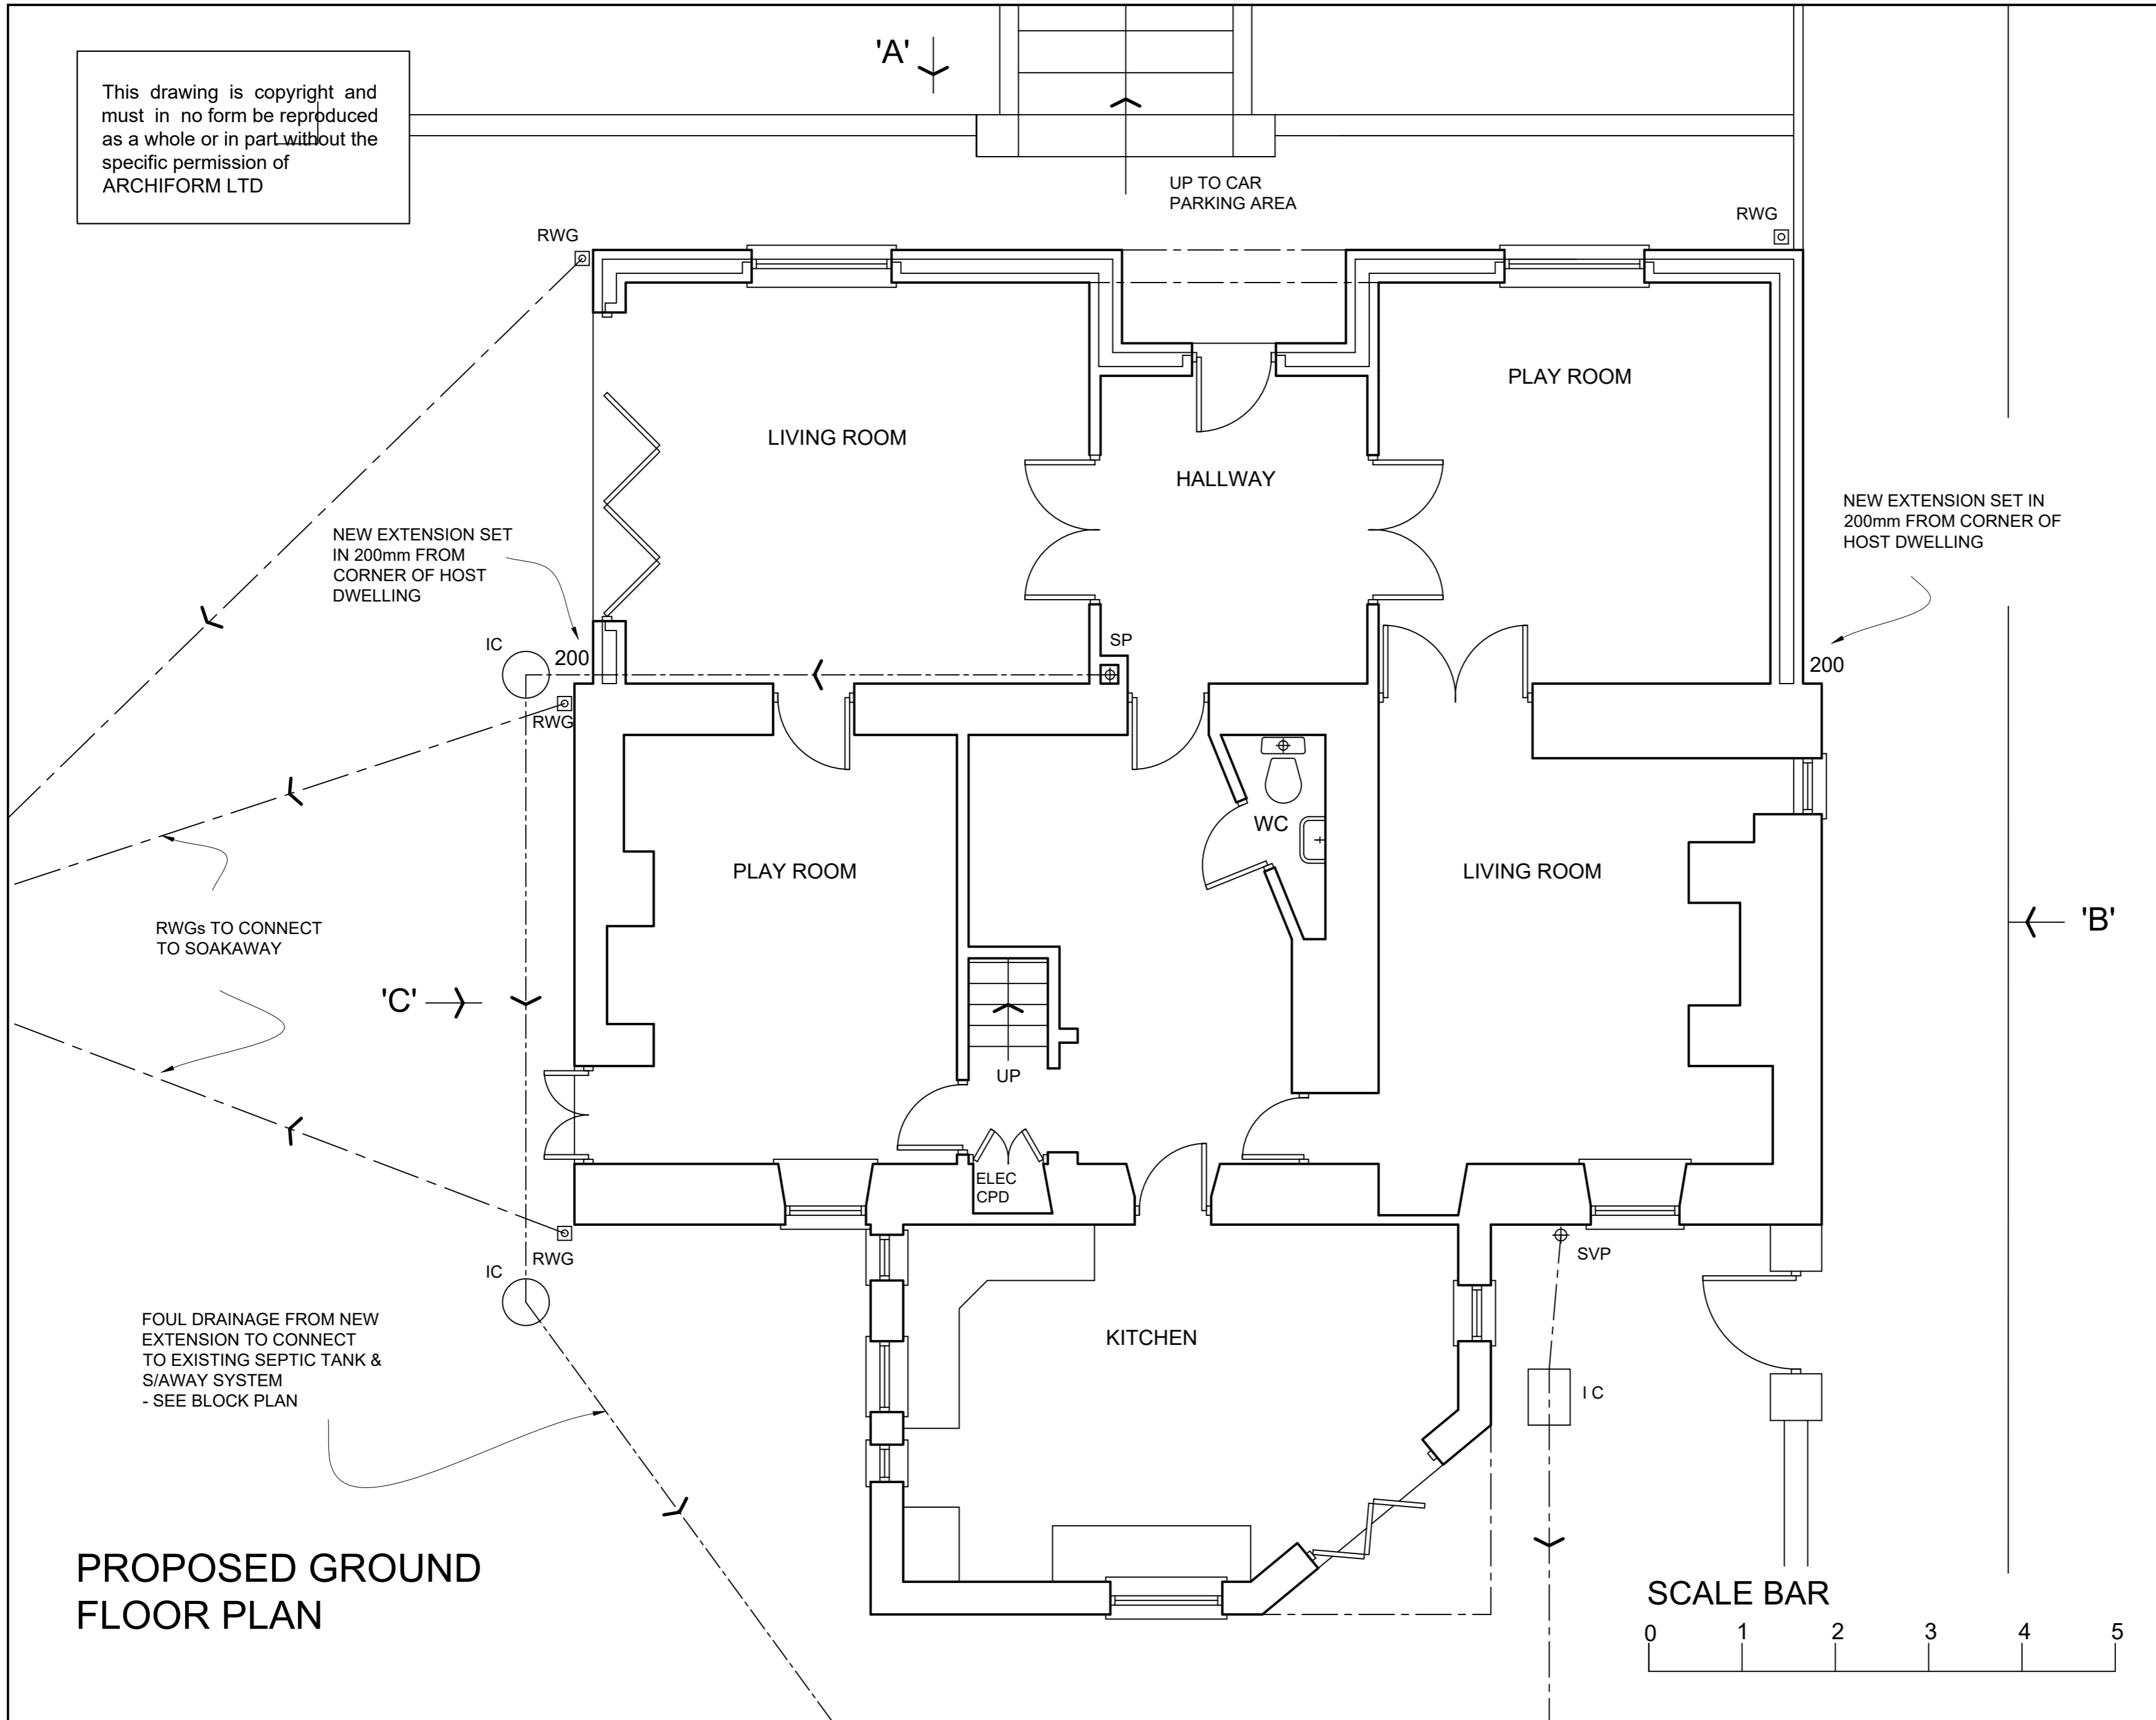 'A'
This drawing is copyright and
must in no form be reproduced
as a whole or in part without the
specific permission of
ARCHIFORM LTD
UP TO CAR
PARKING AREA
RWG
RWG
PLAY ROOM
LIVING ROOM
HALLWAY
NEW EXTENSION SET IN
200mm FROM CORNER OF
HOST DWELLING
NEW EXTENSION SET
IN 200mm FROM
CORNER OF HOST
DWELLING
IC
200
SP
200
RWG
WC
PLAY ROOM
LIVING ROOM
RWGs TO CONNECT
TO SOAKAWAY
'B'
'C'
UP
ELEC
CPD
RWG
IC
SVP
FOUL DRAINAGE FROM NEW
EXTENSION TO CONNECT
TO EXISTING SEPTIC TANK &
S/AWAY SYSTEM
- SEE BLOCK PLAN
KITCHEN
I C
PROPOSED GROUND
FLOOR PLAN
SCALE BAR
0 1 2 3 4 5